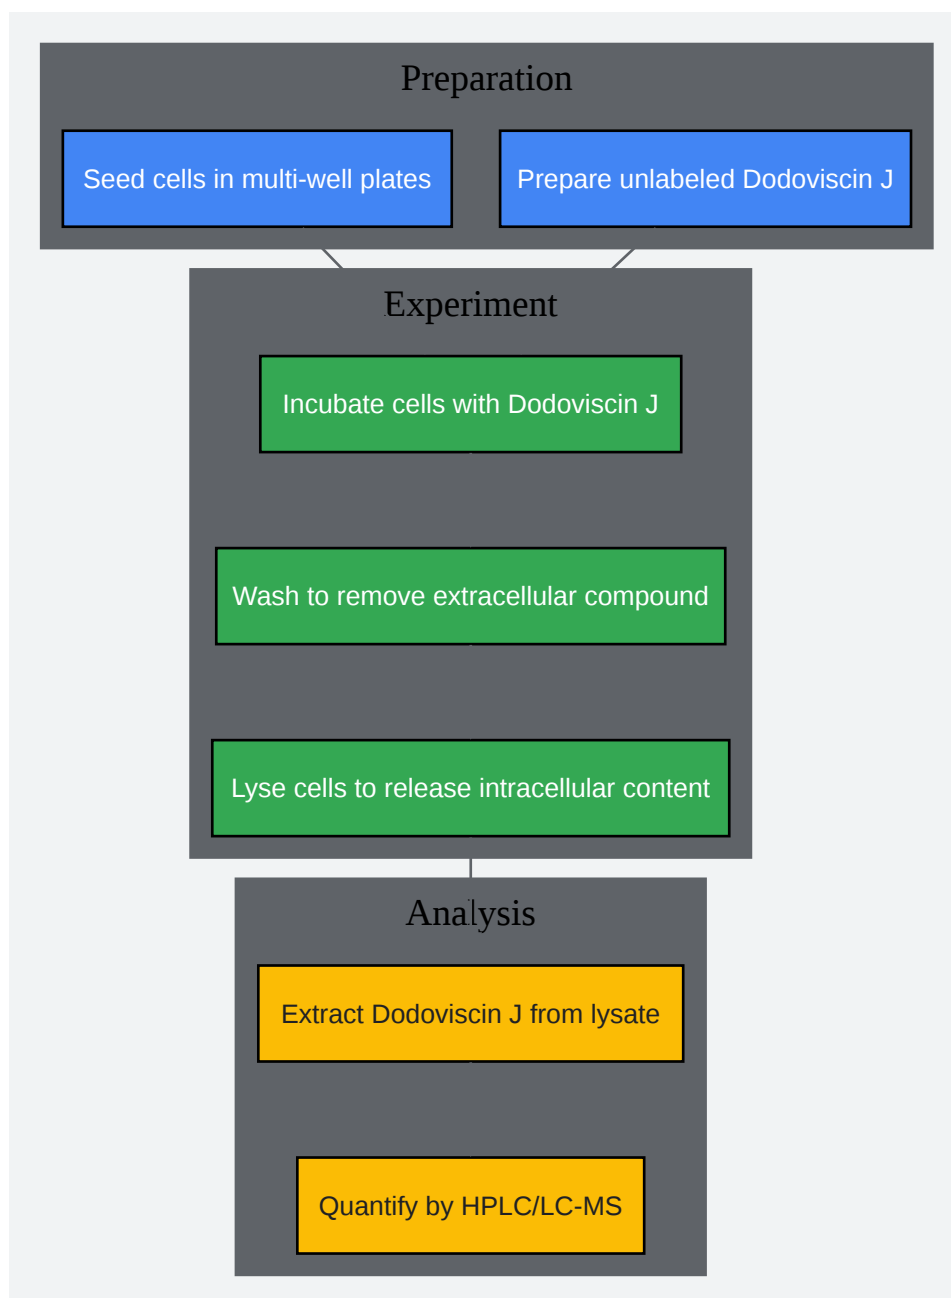 Preparation
Seed cells in multi-well plates
Prepare unlabeled Dodoviscin J
Experiment
Incubate cells with Dodoviscin J
Wash to remove extracellular compound
Lyse cells to release intracellular content
Analysis
Extract Dodoviscin J from lysate
Quantify by HPLC/LC-MS